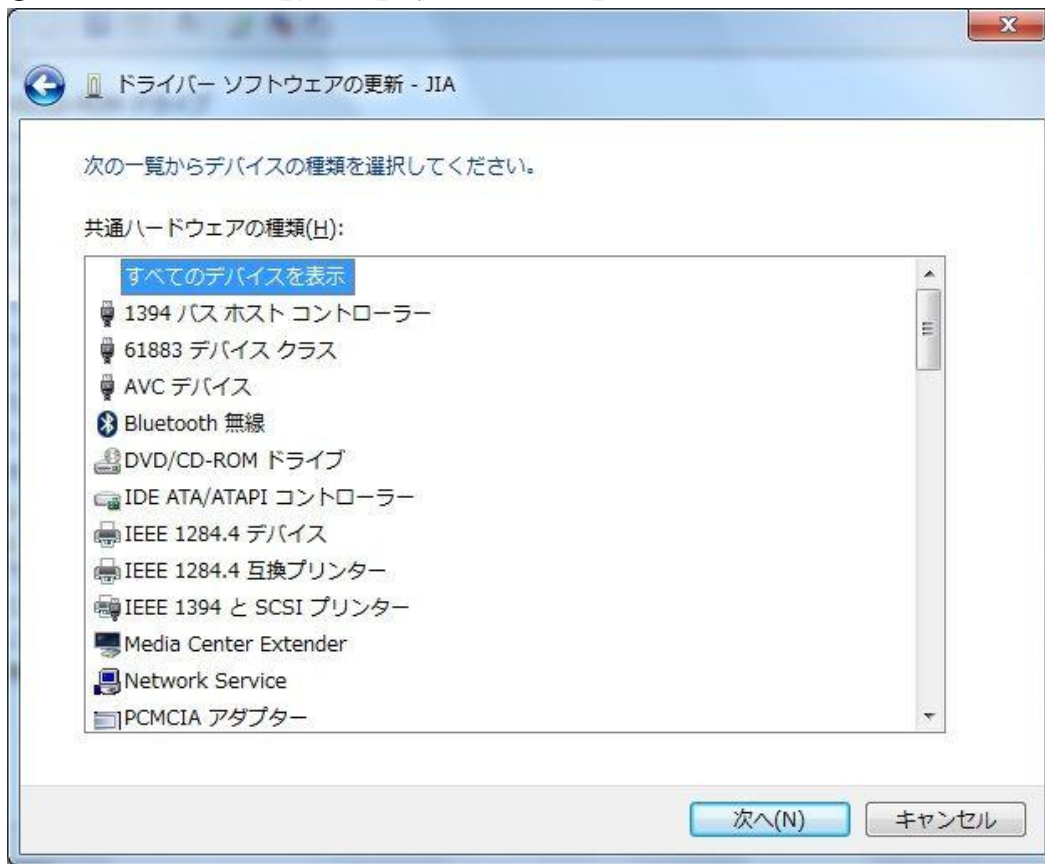 ドライバー ソフトウェアの更新 - JIA
次の一覧からデバイスの種類を選択してください。
共通ハードウェアの種類(H):
すべてのデバイスを表示
1394 バス ホスト コントローラー
61883 デバイス クラス
AVC デバイス
Bluetooth 無線
DVD/CD-ROM ドライブ
IDE ATA/ATAPI コントローラー
IEEE 1284.4 デバイス
IEEE 1284.4 互換プリンター
IEEE 1394 と SCSI プリンター
Media Center Extender
Network Service
PCMCIA アダプター
次へ(N) キャンセル